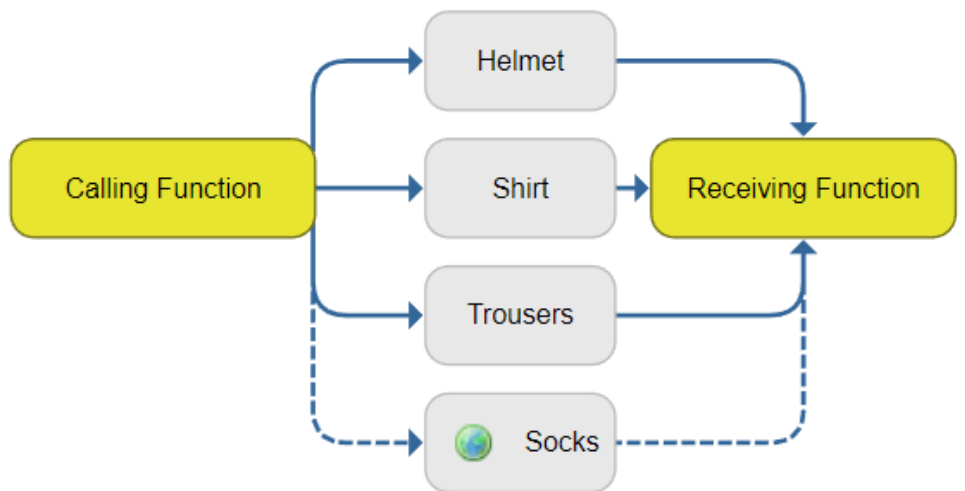 Helmet
Calling Function
Shirt
Receiving Function
Trousers
Socks